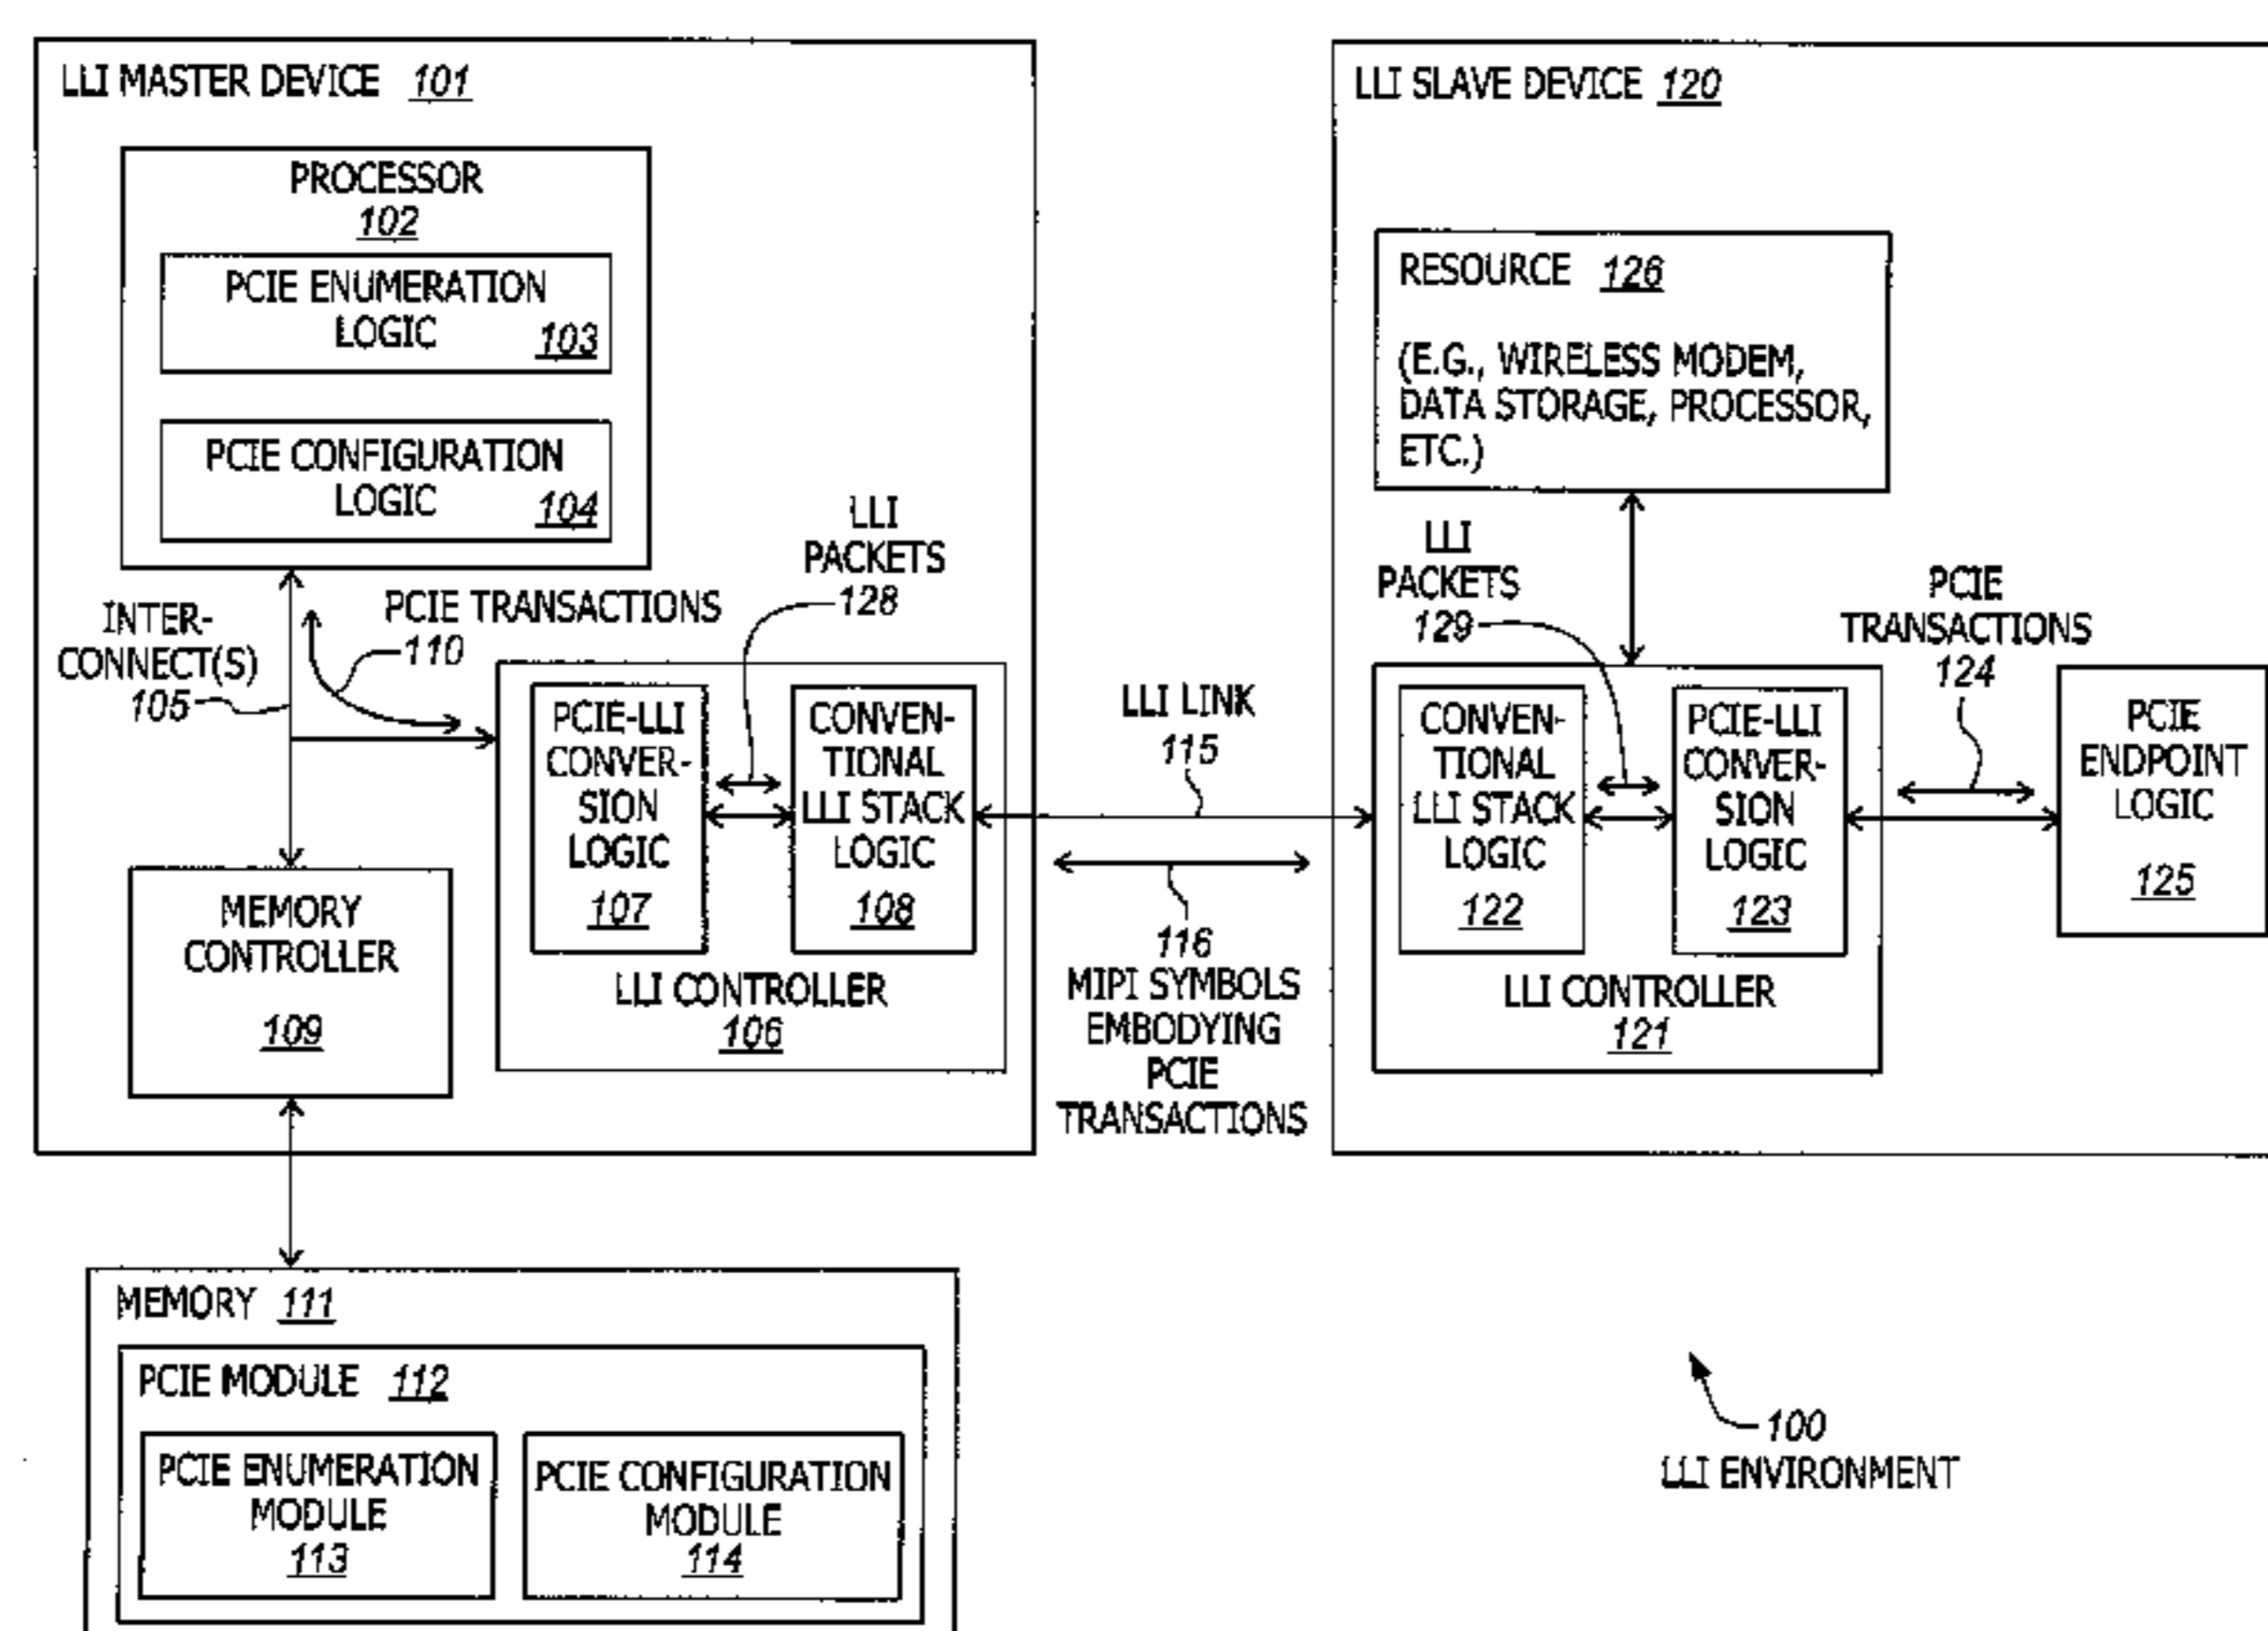 LLI MASTER DEVICE 101
PROCESSOR
102
PCIE ENUMERATION
LOGIC 103
PCIE CONFIGURATION
LOGIC 104
INTER-
CONNECT(S)
105
PCIE TRANSACTIONS
110
LLI
PACKETS
128
PCIE-LLI
CONVER-
SION
LOGIC
107
CONVEN-
TIONAL
LLI STACK
LOGIC
108
LLI CONTROLLER
106
MEMORY
CONTROLLER
109
LLI LINK
115
116
MIPI SYMBOLS
EMBODYING
PCIE
TRANSACTIONS
LLI SLAVE DEVICE 120
RESOURCE 126
(E.G., WIRELESS MODEM,
DATA STORAGE, PROCESSOR,
ETC.)
LLI
PACKETS
129
PCIE
TRANSACTIONS
124
CONVEN-
TIONAL
LLI STACK
LOGIC
122
PCIE-LLI
CONVER-
SION
LOGIC
123
LLI CONTROLLER
121
PCIE
ENDPOINT
LOGIC
125
MEMORY 111
PCIE MODULE 112
PCIE ENUMERATION
MODULE
113
PCIE CONFIGURATION
MODULE
114
100
LLI ENVIRONMENT